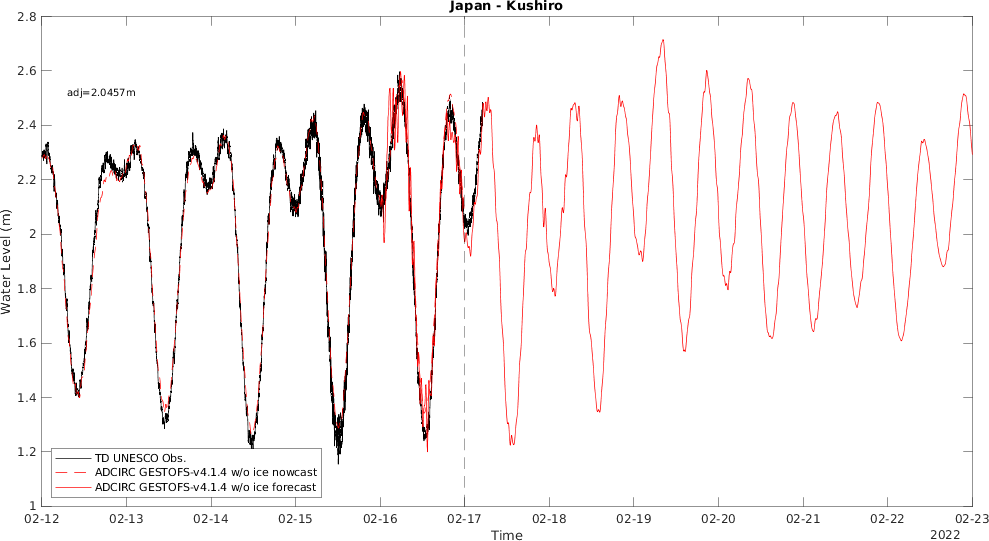 Japan - Kushiro
2.8
2.6
2.4
2.2
2
1.8
1.6
1.4
1.2
1
Water Level (m)
adj=2.0457m
TD UNESCO Obs.
ADCIRC GESTOFS-v4.1.4 w/o ice nowcast
ADCIRC GESTOFS-v4.1.4 w/o ice forecast
02-12 02-13 02-14 02-15 02-16 02-17 02-18 02-19 02-20 02-21 02-22 02-23
Time
2022